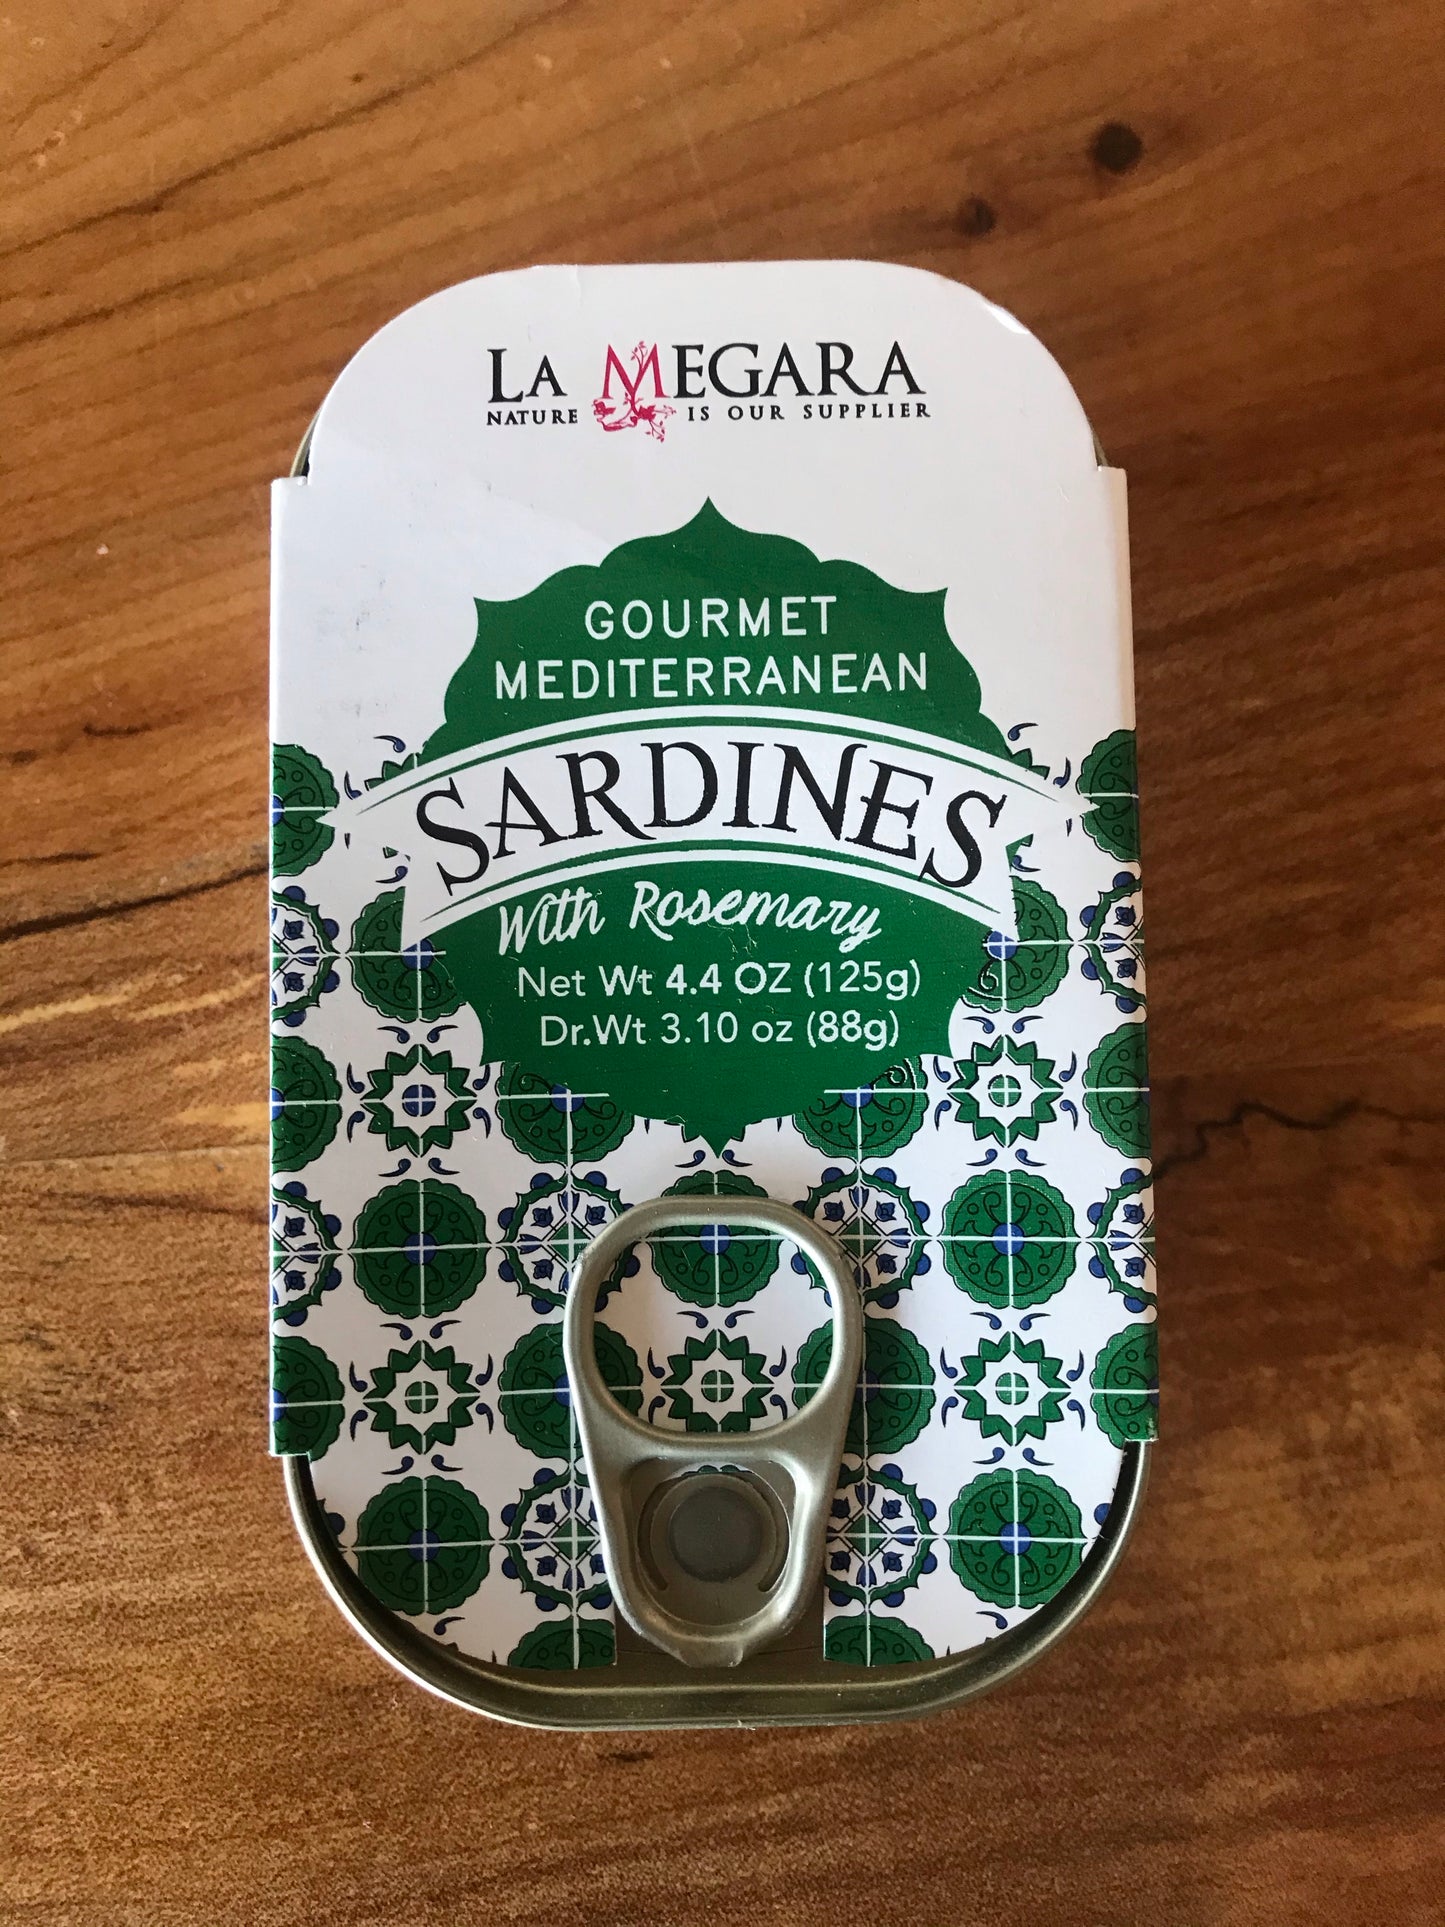 LA MEGARA
NATURE IS OUR SUPPLIER
GOURMET
MEDITERRANEAN
SARDINES
With Rosemary
Net Wt 4.4 OZ (125g)
Dr.Wt 3.10 oz (88g)